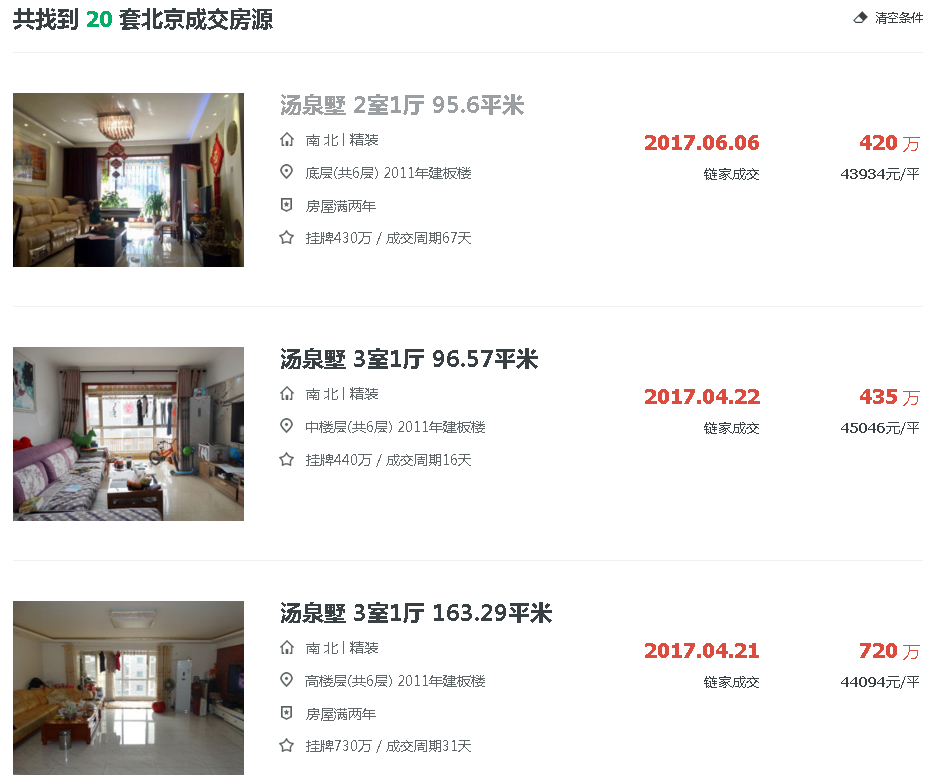 共找到 20 套北京成交房源
清空条件
汤泉墅 2室1厅 95.6平米
南 北 | 精装
2017.06.06
420 万
底层(共6层) 2011年建板楼
链家成交
43934元/平
房屋满两年
挂牌430万 / 成交周期67天
汤泉墅 3室1厅 96.57平米
南 北 | 精装
2017.04.22
435 万
中楼层(共6层) 2011年建板楼
链家成交
45046元/平
挂牌440万 / 成交周期16天
汤泉墅 3室1厅 163.29平米
南 北 | 精装
2017.04.21
720 万
高楼层(共6层) 2011年建板楼
链家成交
44094元/平
房屋满两年
挂牌730万 / 成交周期31天